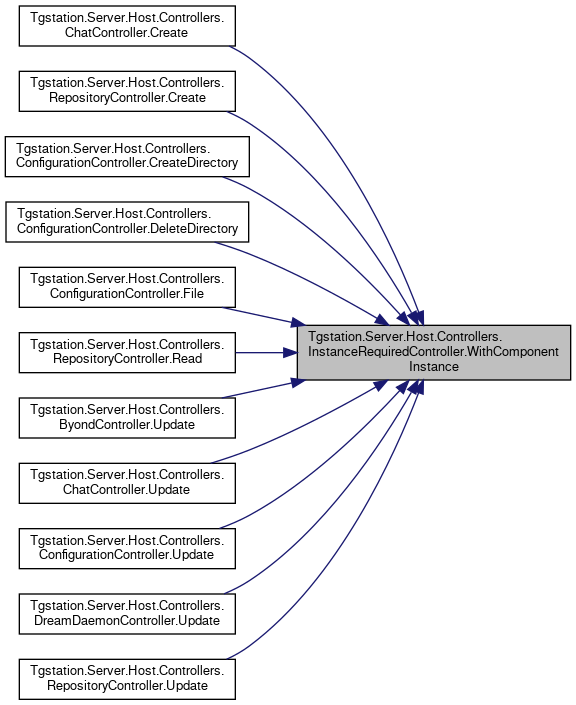 Tgstation.Server.Host.Controllers.
ChatController.Create
Tgstation.Server.Host.Controllers.
RepositoryController.Create
Tgstation.Server.Host.Controllers.
ConfigurationController.CreateDirectory
Tgstation.Server.Host.Controllers.
ConfigurationController.DeleteDirectory
Tgstation.Server.Host.Controllers.
ConfigurationController.File
Tgstation.Server.Host.Controllers.
RepositoryController.Read
Tgstation.Server.Host.Controllers.
ByondController.Update
Tgstation.Server.Host.Controllers.
ChatController.Update
Tgstation.Server.Host.Controllers.
ConfigurationController.Update
Tgstation.Server.Host.Controllers.
DreamDaemonController.Update
Tgstation.Server.Host.Controllers.
RepositoryController.Update
Tgstation.Server.Host.Controllers.
InstanceRequiredController.WithComponent
Instance